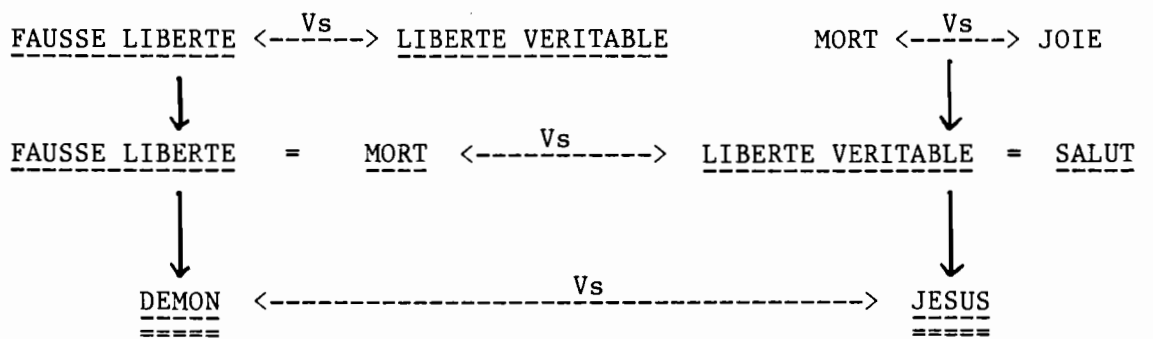 FAUSSE LIBERTE <--Vs--> LIBERTE VERITABLE MORT <--Vs--> JOIE
FAUSSE LIBERTE = MORT <--Vs--> LIBERTE VERITABLE = SALUT
DEMON <--Vs--> JESUS